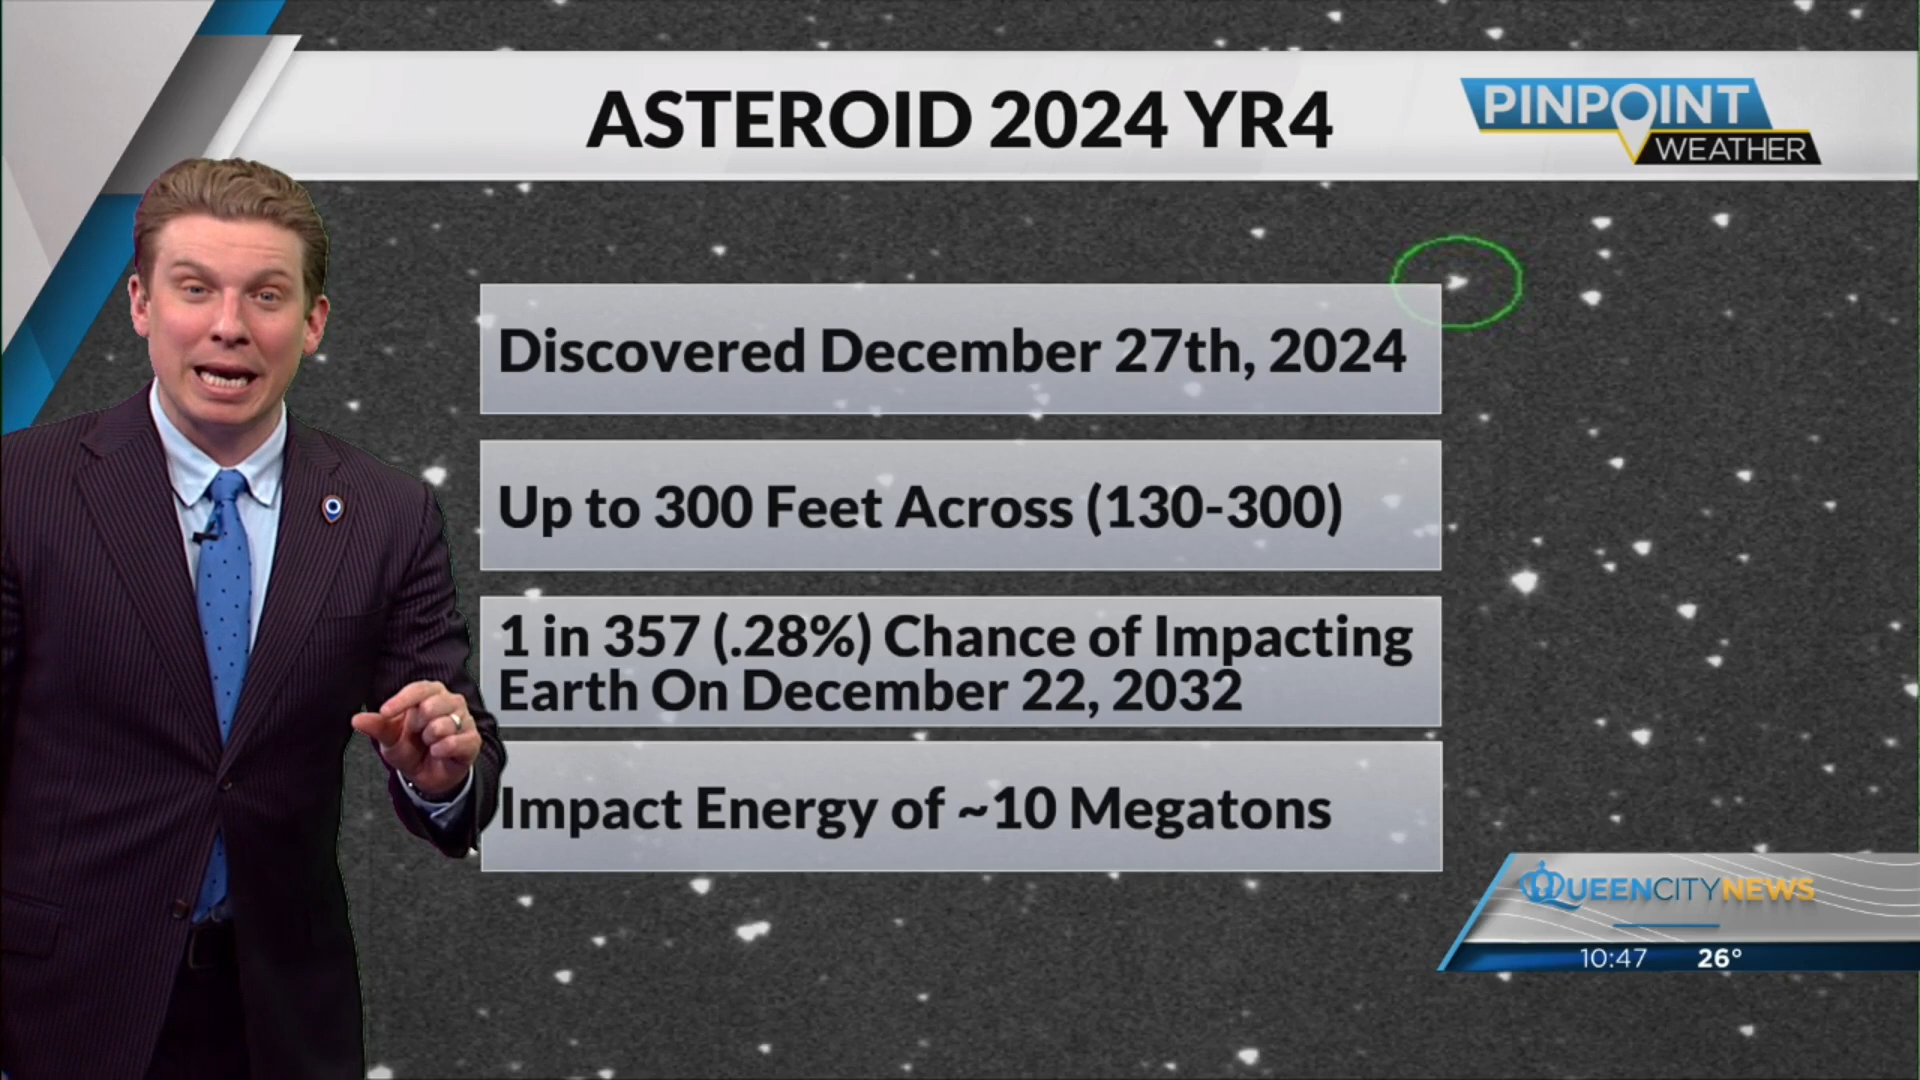 ASTEROID 2024 YR4
PINPOINT
WEATHER
Discovered December 27th, 2024
Up to 300 Feet Across (130-300)
1 in 357 (.28%) Chance of Impacting
Earth On December 22, 2032
Impact Energy of ~10 Megatons
QUEENCITYNEWS
10:47 26°